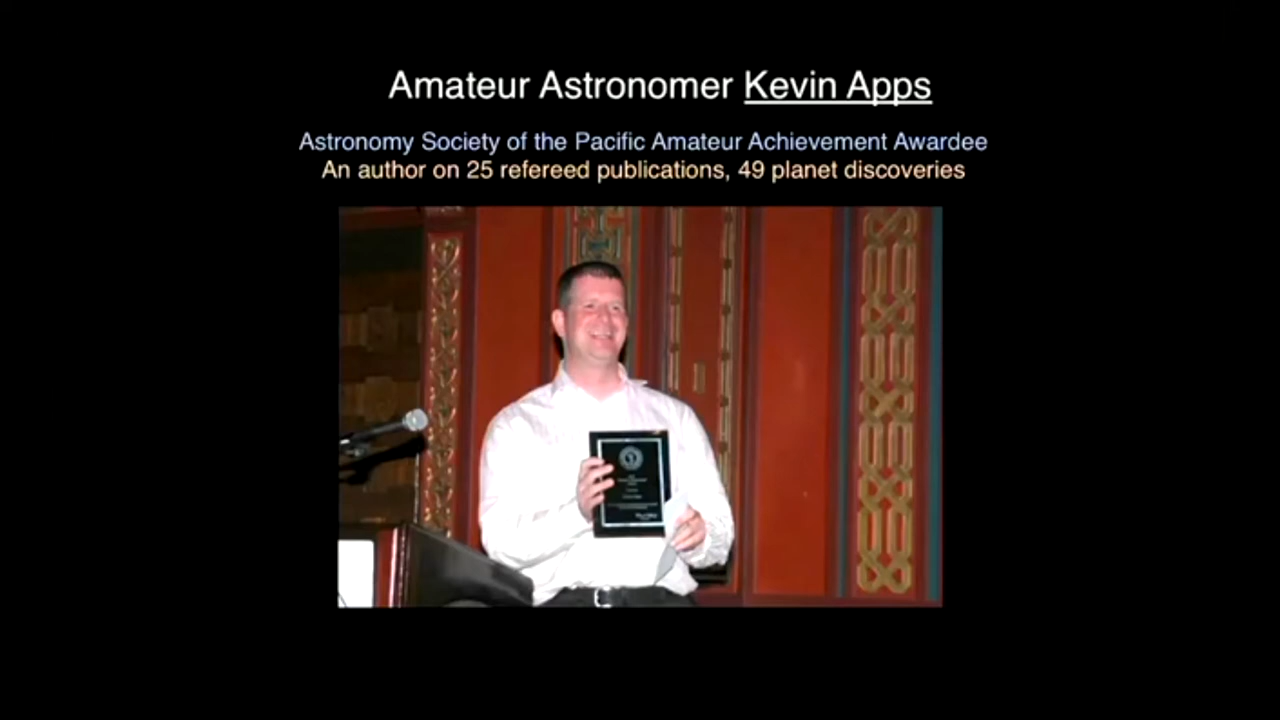 Amateur Astronomer Kevin Apps
Astronomy Society of the Pacific Amateur Achievement Awardee
An author on 25 refereed publications, 49 planet discoveries